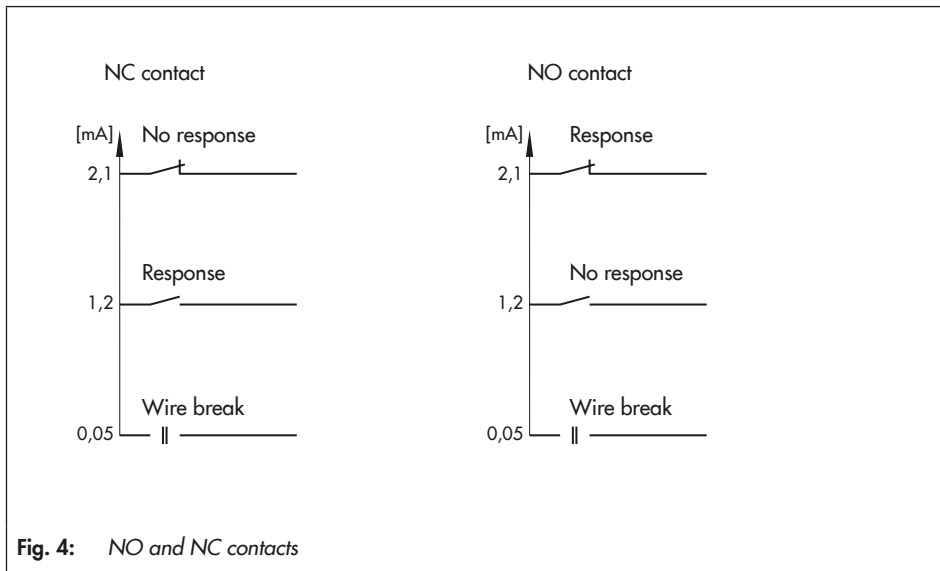 NC contact
[mA]
No response
2,1
Response
1,2
Wire break
0,05
NO contact
[mA]
Response
2,1
No response
1,2
Wire break
0,05
Fig. 4: NO and NC contacts